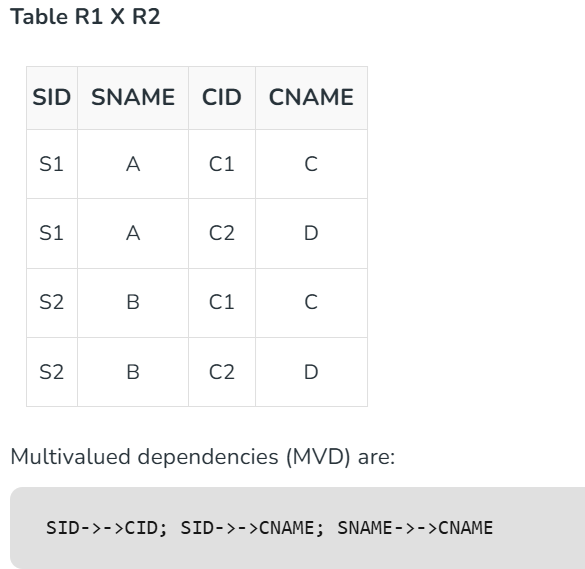 Table R1 X R2
SID SNAME CID CNAME
S1 A C1 C
S1 A C2 D
S2 B C1 C
S2 B C2 D
Multivalued dependencies (MVD) are:
SID->->CID; SID->->CNAME; SNAME->->CNAME